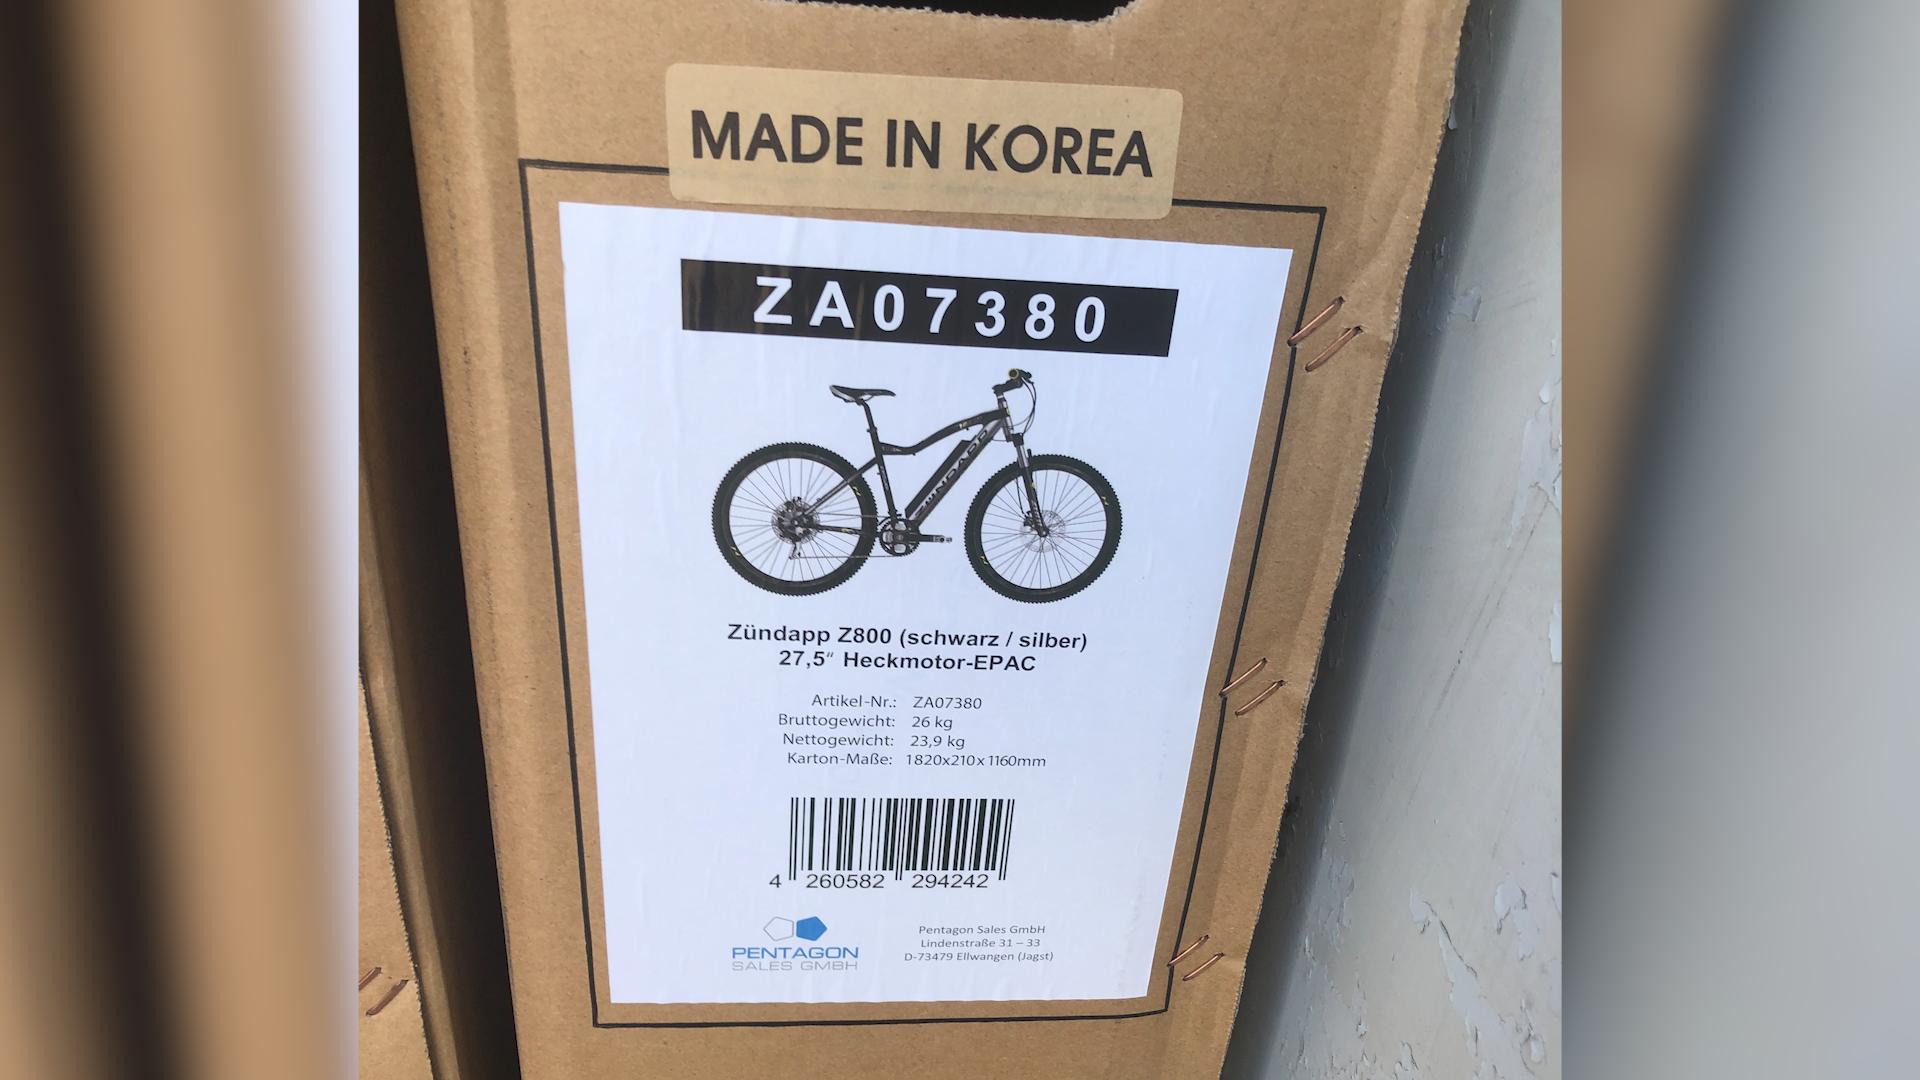 MADE IN KOREA
ZA07380
ZÜNDAPP
Zündapp Z800 (schwarz / silber)
27,5“ Heckmotor-EPAC
Artikel-Nr.: ZA07380
Bruttogewicht: 26 kg
Nettogewicht: 23,9 kg
Karton-Maße: 1820x210x1160mm
4 260582 294242
PENTAGON
SALES GMBH
Pentagon Sales GmbH
Lindenstraße 31 – 33
D-73479 Ellwangen (Jagst)